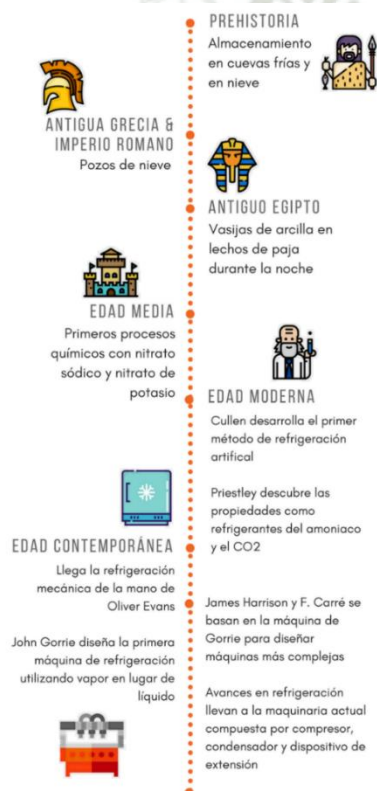 PREHISTORIA
Almacenamiento
en cuevas frías y
en nieve
ANTIGUA GRECIA &
IMPERIO ROMANO
Pozos de nieve
ANTIGUO EGIPTO
Vasijas de arcilla en
lechos de paja
durante la noche
EDAD MEDIA
Primeros procesos
químicos con nitrato
sódico y nitrato de
potasio
EDAD MODERNA
Cullen desarrolla el primer
método de refrigeración
artifical
Priestley descubre las
propiedades como
refrigerantes del amoniaco
y el CO2
EDAD CONTEMPORÁNEA
Llega la refrigeración
mecánica de la mano de
Oliver Evans
John Gorrie diseña la primera
máquina de refrigeración
utilizando vapor en lugar de
líquido
James Harrison y F. Carré se
basan en la máquina de
Gorrie para diseñar
máquinas más complejas
Avances en refrigeración
llevan a la maquinaria actual
compuesta por compresor,
condensador y dispositivo de
extensión